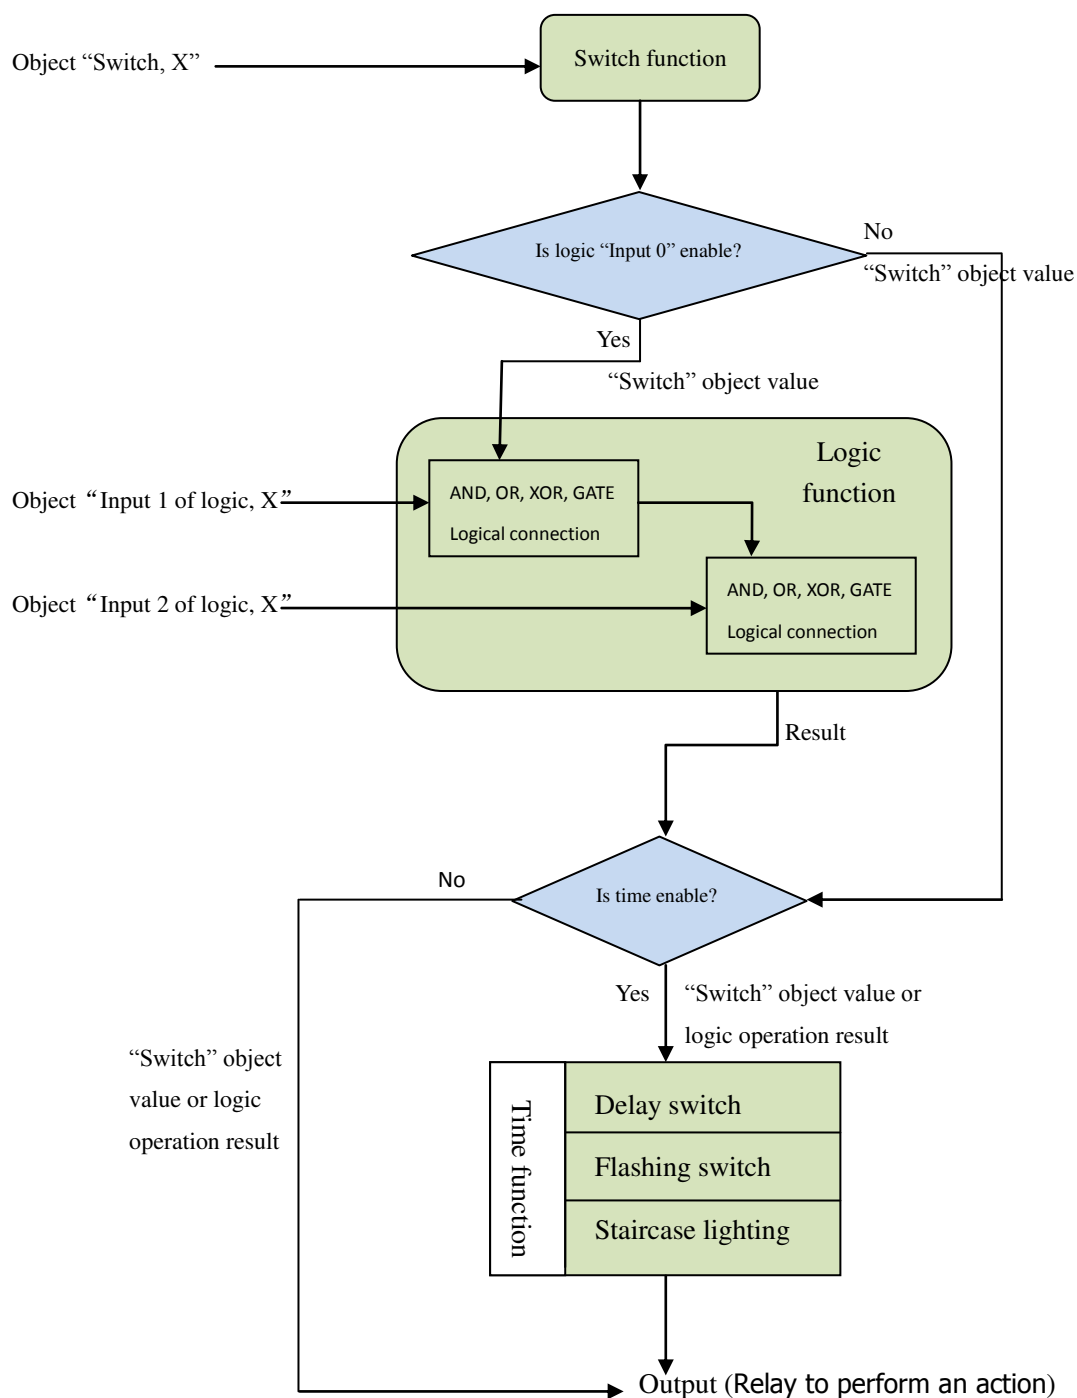 Switch function
Object “Switch, X”
Is logic “Input 0” enable?
No
“Switch” object value
Yes
“Switch” object value
Logic
function
AND, OR, XOR, GATE
Logical connection
Object “Input 1 of logic, X”
AND, OR, XOR, GATE
Logical connection
Object “Input 2 of logic, X”
Result
Is time enable?
No
Yes
“Switch” object value or
logic operation result
“Switch” object
value or logic
operation result
Time function
Delay switch
Flashing switch
Staircase lighting
Output (Relay to perform an action)